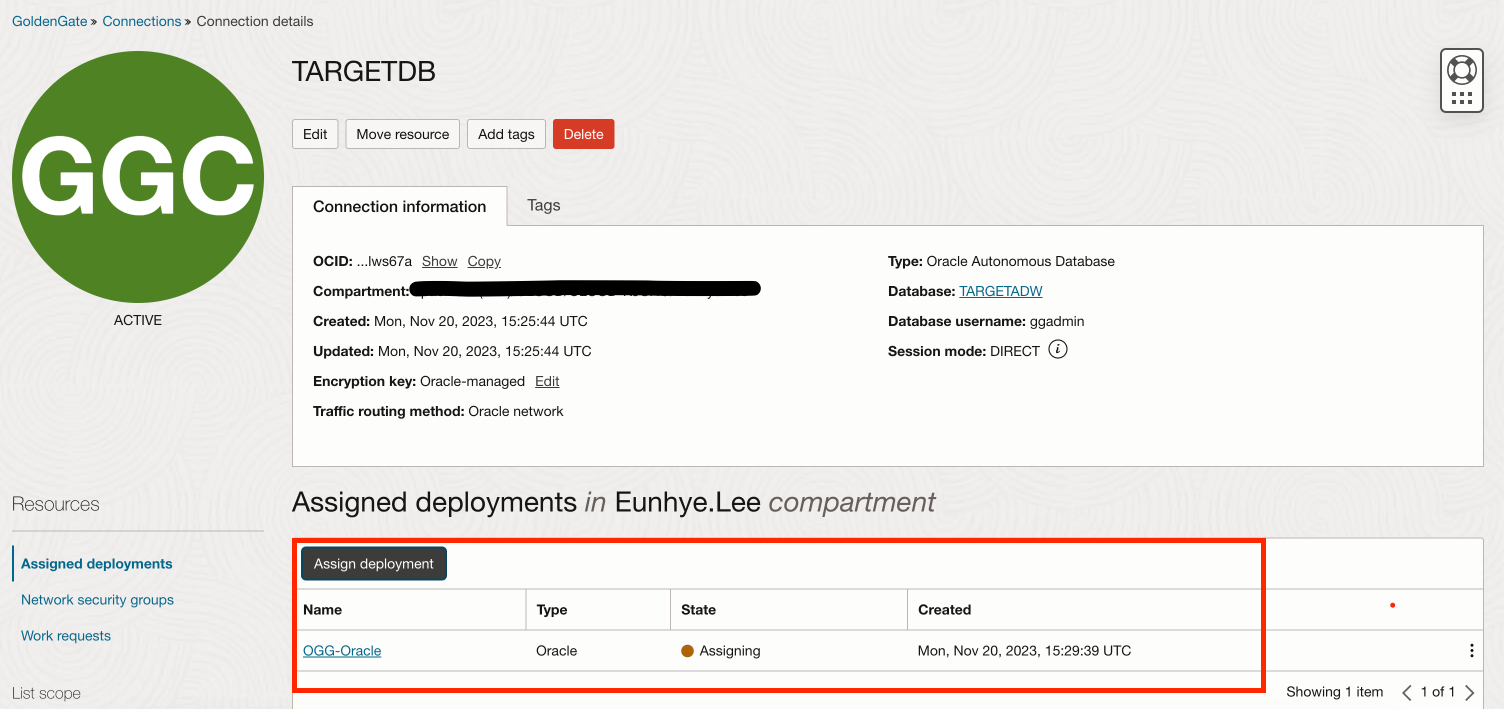 GoldenGate » Connections » Connection details
GGC
ACTIVE
TARGETDB
Edit Move resource Add tags Delete
Connection information Tags
OCID: ...lws67a Show Copy
Compartment:
Created: Mon, Nov 20, 2023, 15:25:44 UTC
Updated: Mon, Nov 20, 2023, 15:25:44 UTC
Encryption key: Oracle-managed Edit
Traffic routing method: Oracle network
Type: Oracle Autonomous Database
Database: TARGETADW
Database username: ggadmin
Session mode: DIRECT i
Resources
Assigned deployments
Network security groups
Work requests
List scope
Assigned deployments in Eunhye.Lee compartment
Assign deployment
Name Type State Created
OGG-Oracle Oracle Assigning Mon, Nov 20, 2023, 15:29:39 UTC
Showing 1 item < 1 of 1 >